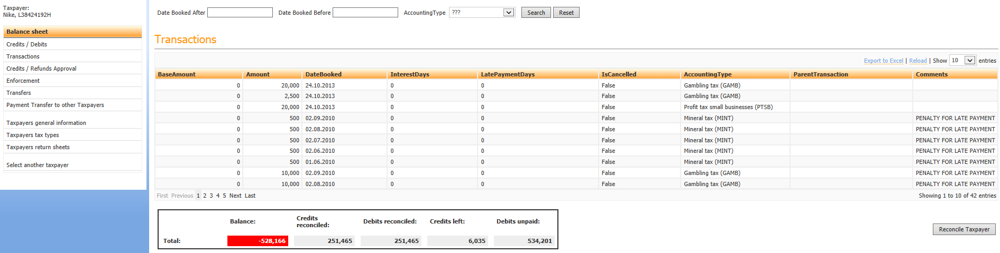 Taxpayer:
Nike, L38424192H
Balance sheet
Credits / Debits
Transactions
Credits / Refunds Approval
Enforcement
Transfers
Payment Transfer to other Taxpayers
Taxpayers general information
Taxpayers tax types
Taxpayers return sheets
Select another taxpayer
Date Booked After Date Booked Before AccountingType ??? Search Reset
Transactions
Export to Excel | Reload | Show 10 entries
BaseAmount Amount DateBooked InterestDays LatePaymentDays IsCancelled AccountingType ParentTransaction Comments
0 20,000 24.10.2013 0 0 False Gambling tax (GAMB)
0 2,500 24.10.2013 0 0 False Gambling tax (GAMB)
0 20,000 24.10.2013 0 0 False Profit tax small businesses (PTSB)
0 500 02.09.2010 0 0 False Mineral tax (MINT) PENALTY FOR LATE PAYMENT
0 500 02.08.2010 0 0 False Mineral tax (MINT) PENALTY FOR LATE PAYMENT
0 500 02.07.2010 0 0 False Mineral tax (MINT) PENALTY FOR LATE PAYMENT
0 500 02.06.2010 0 0 False Mineral tax (MINT) PENALTY FOR LATE PAYMENT
0 500 01.06.2010 0 0 False Mineral tax (MINT) PENALTY FOR LATE PAYMENT
0 10,000 02.09.2010 0 0 False Gambling tax (GAMB) PENALTY FOR LATE PAYMENT
0 10,000 02.08.2010 0 0 False Gambling tax (GAMB) PENALTY FOR LATE PAYMENT
First Previous 1 2 3 4 5 Next Last Showing 1 to 10 of 42 entries
Balance: Credits reconciled: Debits reconciled: Credits left: Debits unpaid:
Total: -528,166 251,465 251,465 6,035 534,201
Reconcile Taxpayer